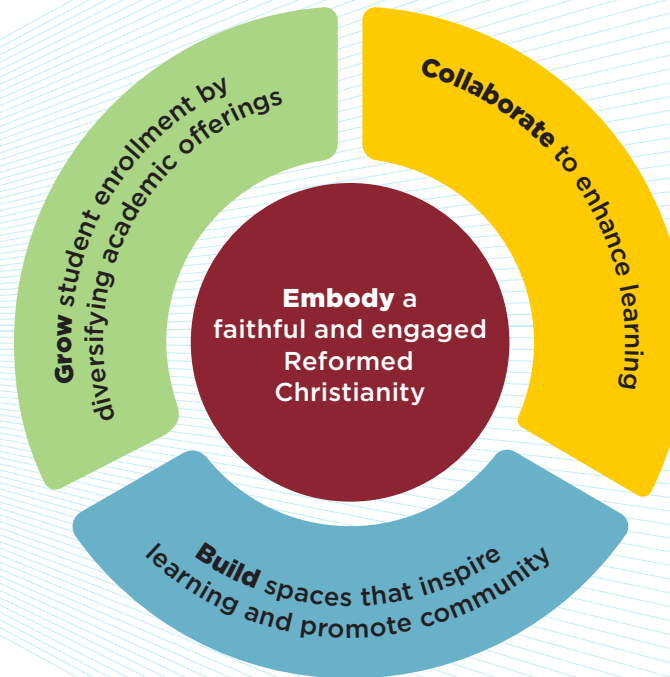 Grow student enrollment by
diversifying academic offerings
Collaborate to enhance learning
Embody a
faithful and engaged
Reformed
Christianity
Build spaces that inspire
learning and promote community